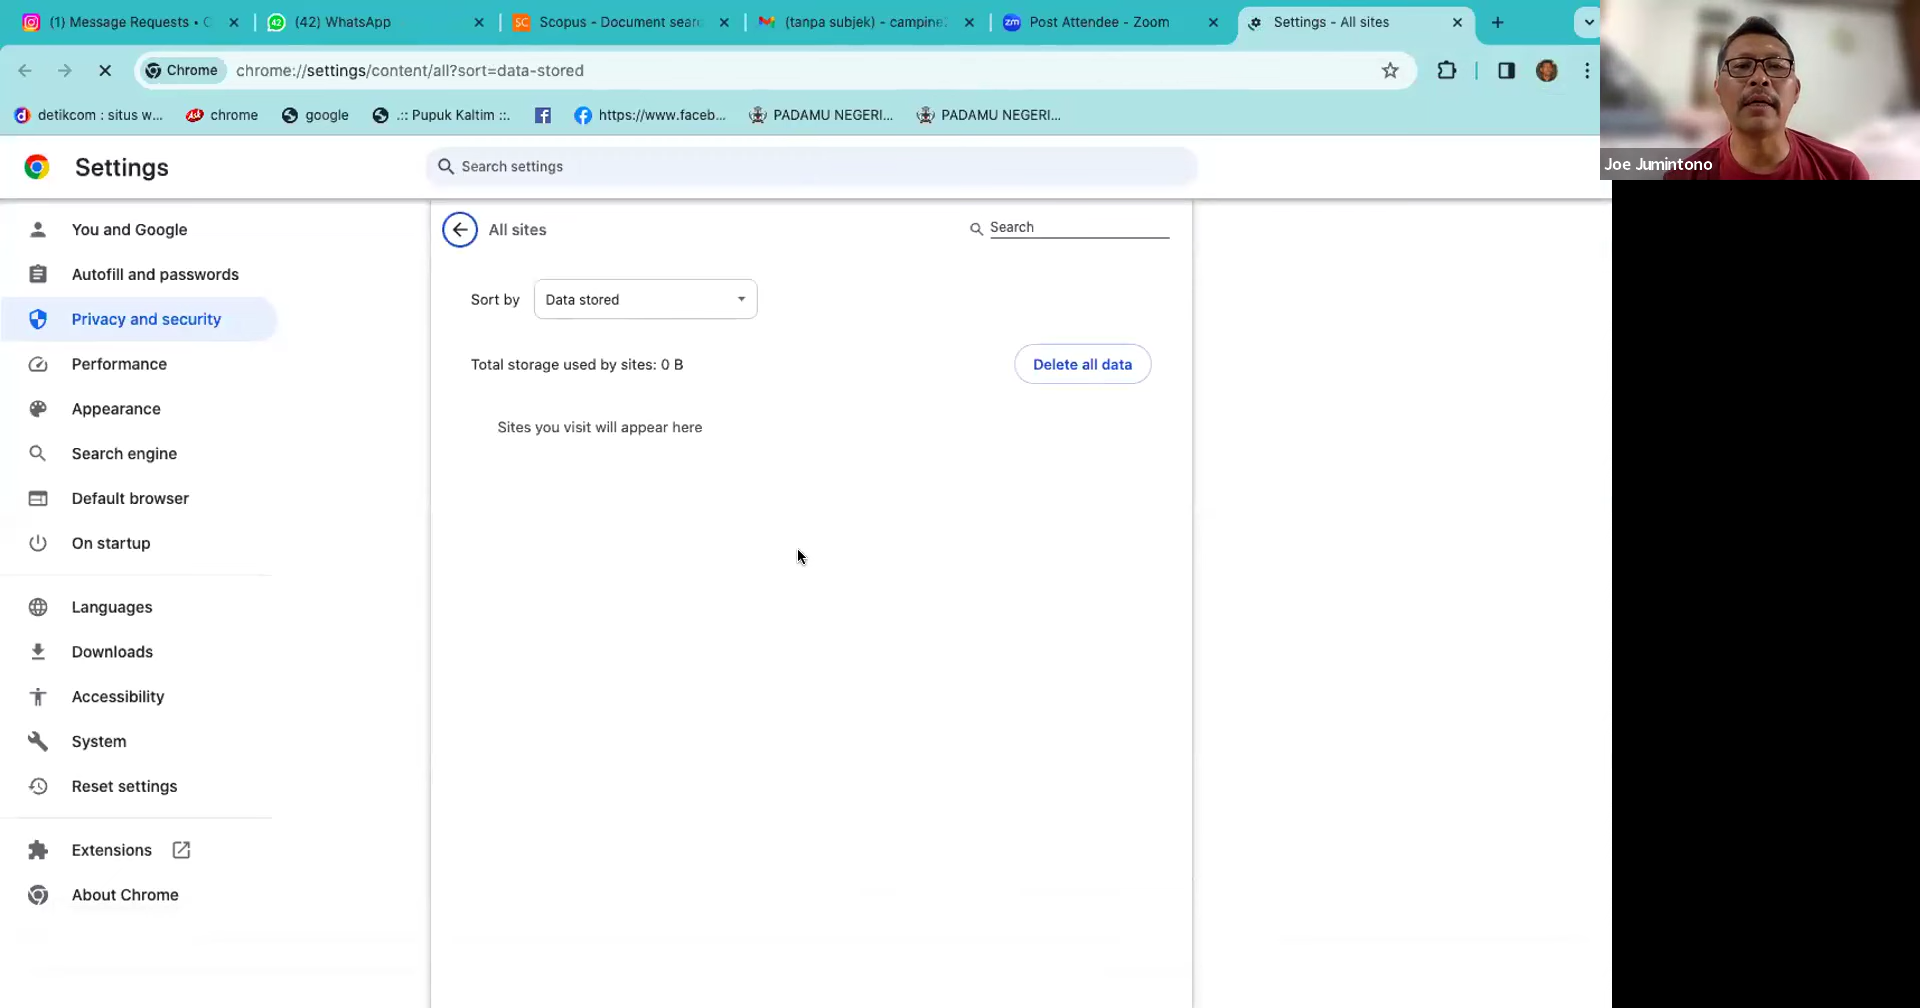 (1) Message Requests •
(42) WhatsApp
Scopus - Document sear
(tanpa subjek) - campine
Post Attendee - Zoom
Settings - All sites
Chrome
chrome://settings/content/all?sort=data-stored
detikcom : situs w...
chrome
google
.:: Pupuk Kaltim ::.
https://www.faceb...
PADAMU NEGERI...
PADAMU NEGERI...
Joe Jumintono
Settings
Search settings
You and Google
Autofill and passwords
Privacy and security
Performance
Appearance
Search engine
Default browser
On startup
Languages
Downloads
Accessibility
System
Reset settings
Extensions
About Chrome
All sites
Search
Sort by
Data stored
Total storage used by sites: 0 B
Delete all data
Sites you visit will appear here